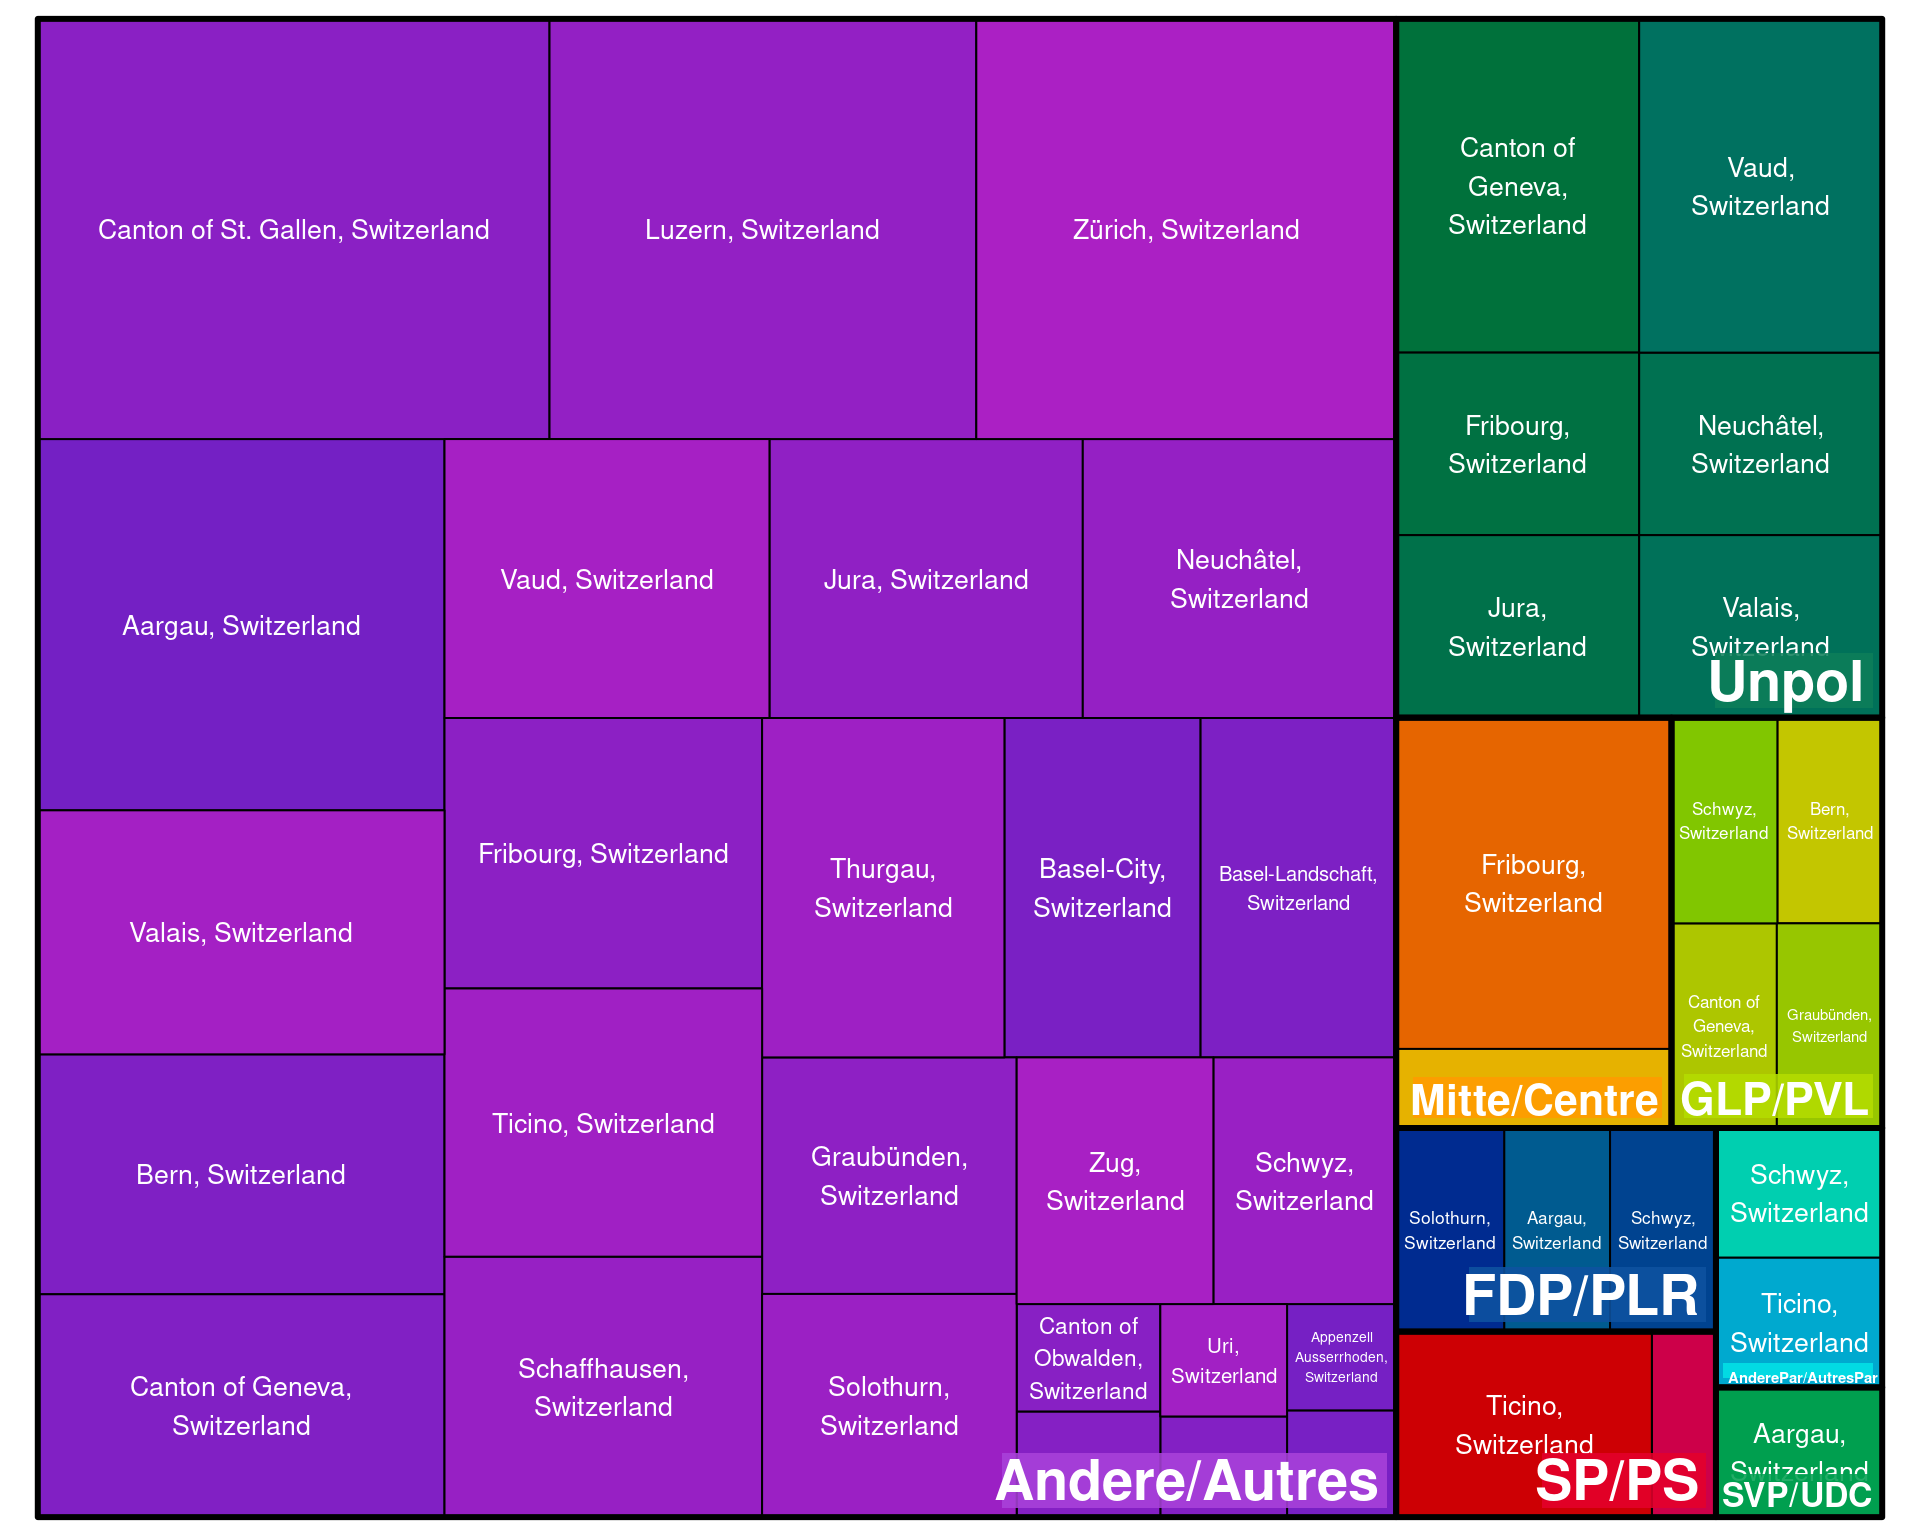 Canton of St. Gallen, Switzerland
Luzern, Switzerland
Zürich, Switzerland
Aargau, Switzerland
Vaud, Switzerland
Jura, Switzerland
Neuchâtel,
Switzerland
Valais, Switzerland
Fribourg, Switzerland
Thurgau,
Switzerland
Basel-City,
Switzerland
Basel-Landschaft,
Switzerland
Bern, Switzerland
Ticino, Switzerland
Graubünden,
Switzerland
Zug,
Switzerland
Schwyz,
Switzerland
Canton of Geneva,
Switzerland
Schaffhausen,
Switzerland
Solothurn,
Switzerland
Canton of
Obwalden,
Switzerland
Uri,
Switzerland
Appenzell
Ausserrhoden,
Switzerland
Andere/Autres
Canton of
Geneva,
Switzerland
Vaud,
Switzerland
Fribourg,
Switzerland
Neuchâtel,
Switzerland
Jura,
Switzerland
Valais,
Switzerland
Unpol
Fribourg,
Switzerland
Mitte/Centre
Schwyz,
Switzerland
Bern,
Switzerland
Canton of
Geneva,
Switzerland
Graubünden,
Switzerland
GLP/PVL
Solothurn,
Switzerland
Aargau,
Switzerland
Schwyz,
Switzerland
FDP/PLR
Schwyz,
Switzerland
Ticino,
Switzerland
AnderePar/AutresPar
Ticino,
Switzerland
SP/PS
Aargau,
Switzerland
SVP/UDC